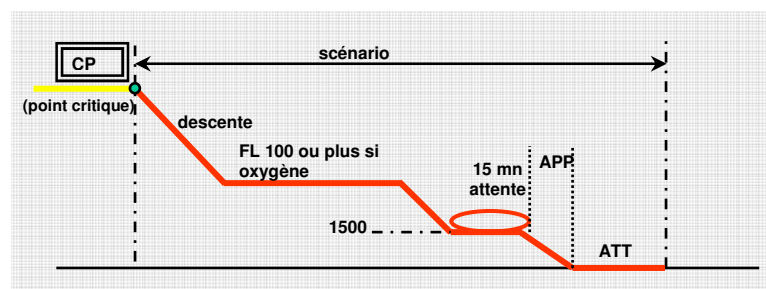 scénario
CP
(point critique)
descente
FL 100 ou plus si
oxygène
15 mn
attente
APP
1500
ATT